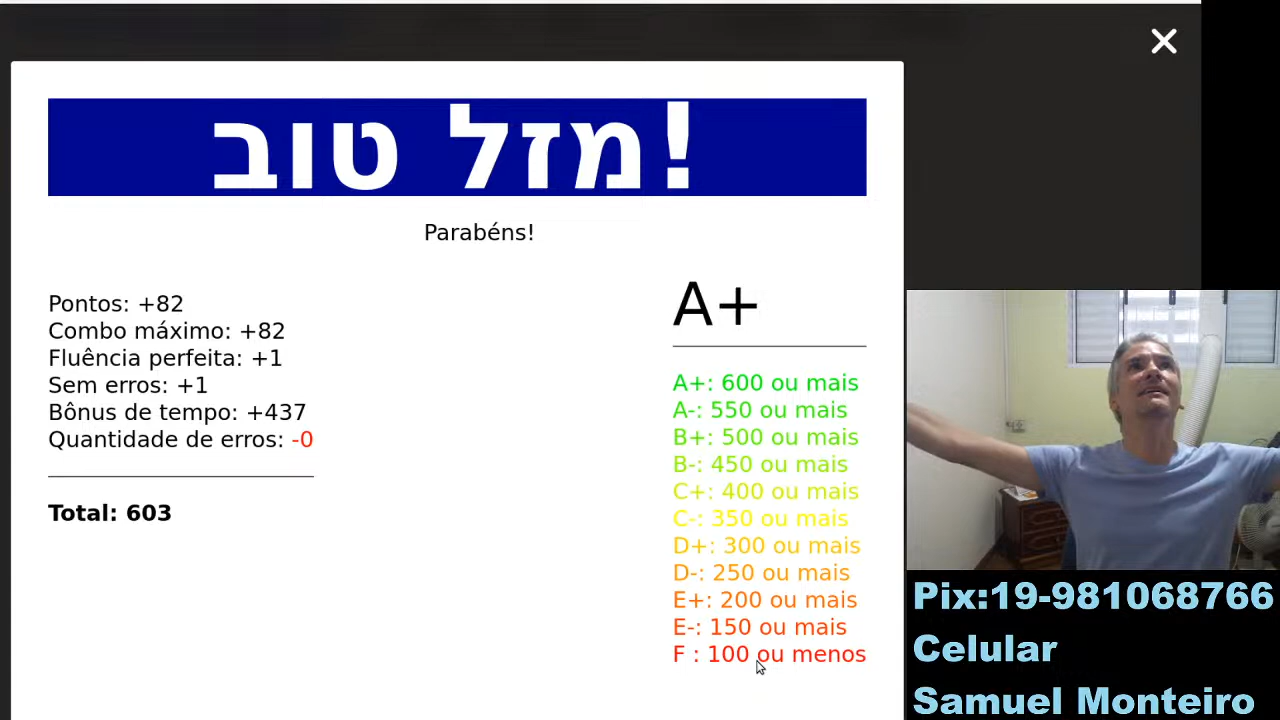 מזל טוב!
Parabéns!
Pontos: +82
Combo máximo: +82
Fluência perfeita: +1
Sem erros: +1
Bônus de tempo: +437
Quantidade de erros: -0
Total: 603
A+
A+: 600 ou mais
A-: 550 ou mais
B+: 500 ou mais
B-: 450 ou mais
C+: 400 ou mais
C-: 350 ou mais
D+: 300 ou mais
D-: 250 ou mais
E+: 200 ou mais
E-: 150 ou mais
F : 100 ou menos
Pix:19-981068766
Celular
Samuel Monteiro